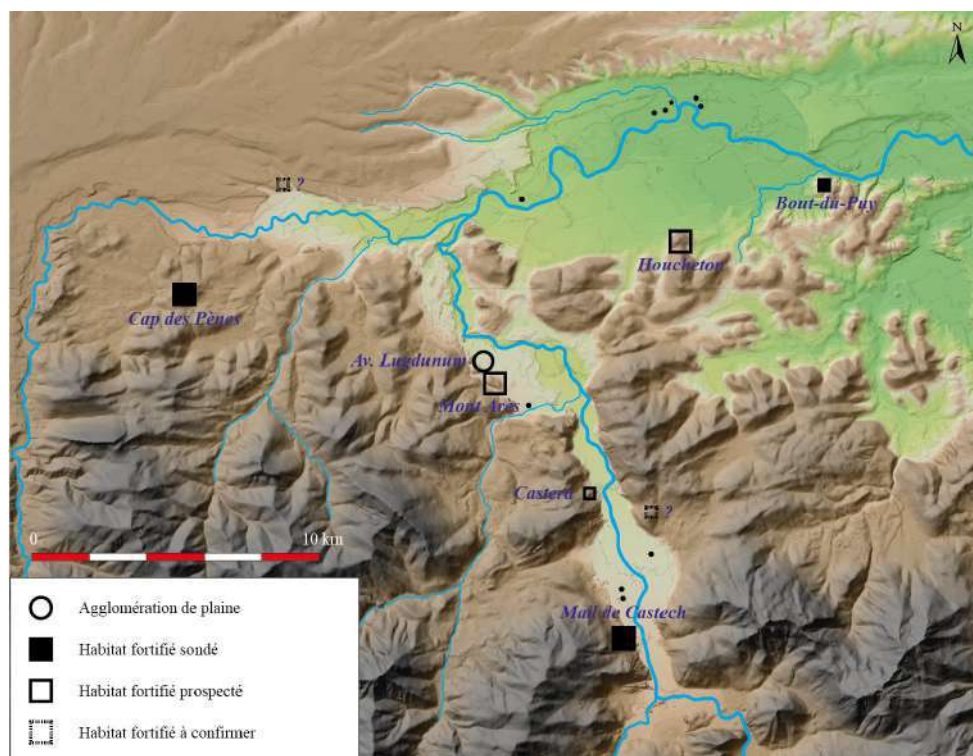 N
?
Bout-du-Puy
Houcheton
Cap des Pènes
Av. Lugdunum
Mont Arès
Castera
?
0
10 km
Mail de Castech
Agglomération de plaine
Habitat fortifié sondé
Habitat fortifié prospecté
Habitat fortifié à confirmer